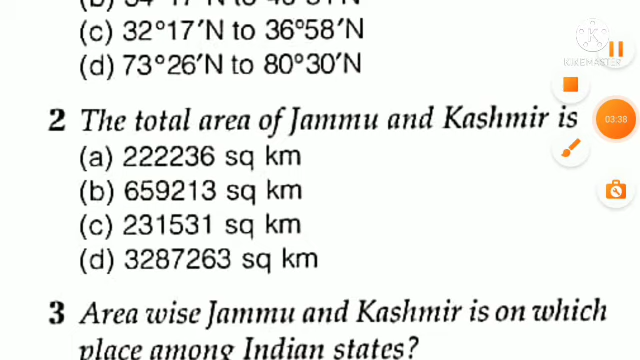 (c) 32°17′N to 36°58′N
(d) 73°26′N to 80°30′N
2 The total area of Jammu and Kashmir is
(a) 222236 sq km
(b) 659213 sq km
(c) 231531 sq km
(d) 3287263 sq km
3 Area wise Jammu and Kashmir is on which
place among Indian states?
KINEMASTER
03:38